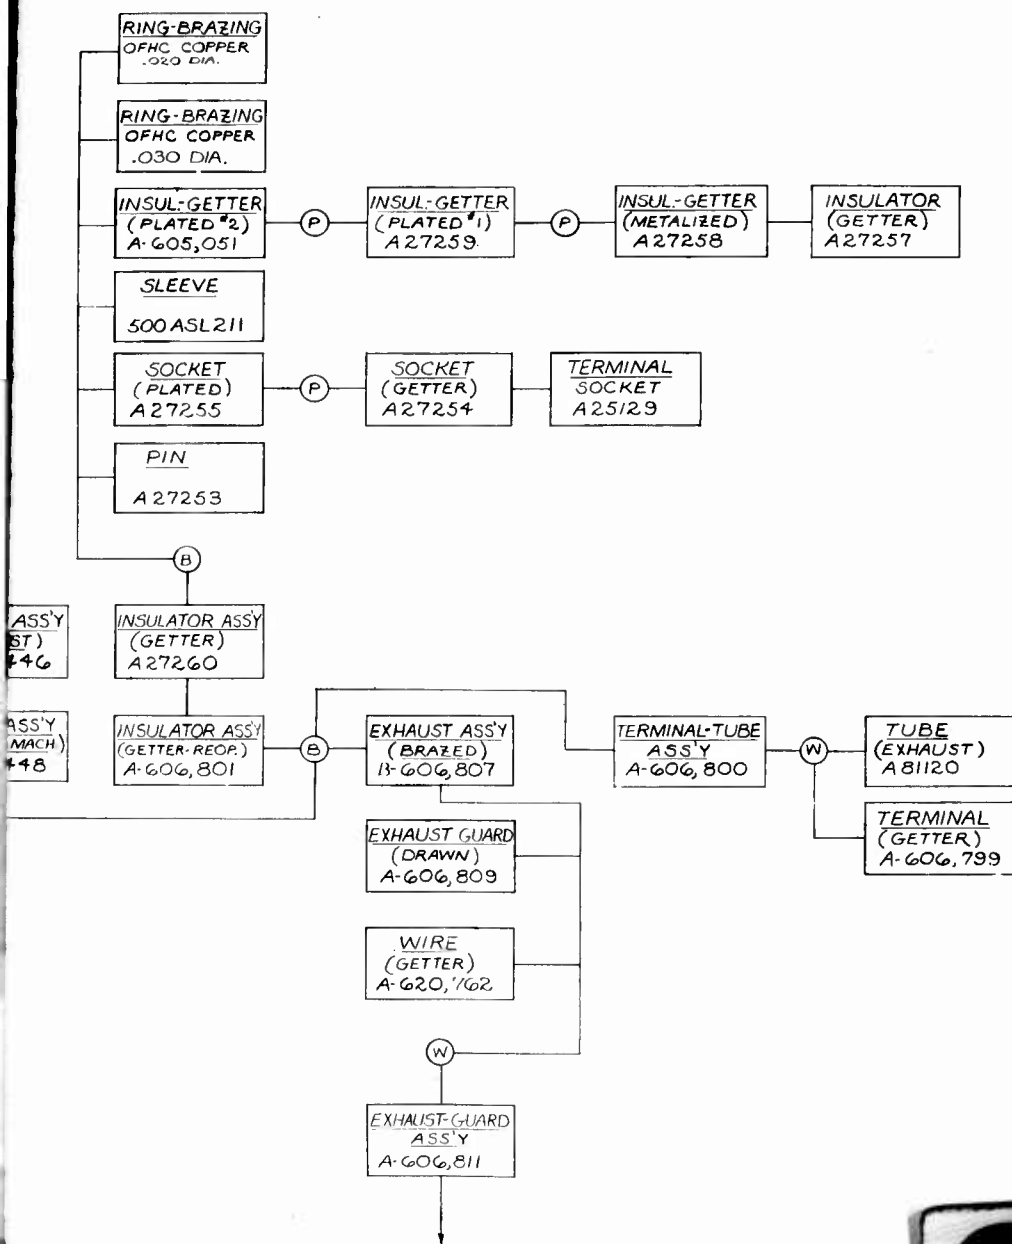 RING-BRAZING
OFHC COPPER
.020 DIA.
RING-BRAZING
OFHC COPPER
.030 DIA.
INSUL-GETTER
(PLATED #2)
A-605,051
P
INSUL-GETTER
(PLATED #1)
A27259
P
INSUL-GETTER
(METALIZED)
A27258
INSULATOR
(GETTER)
A27257
SLEEVE
500ASL211
SOCKET
(PLATED)
A27255
P
SOCKET
(GETTER)
A27254
TERMINAL
SOCKET
A25129
PIN
A27253
B
ASS'Y
ST)
446
INSULATOR ASS'Y
(GETTER)
A27260
ASS'Y
MACH)
448
INSULATOR ASS'Y
(GETTER-REOP.)
A-606,801
B
EXHAUST ASS'Y
(BRAZED)
B-606,807
TERMINAL-TUBE
ASS'Y
A-606,800
W
TUBE
(EXHAUST)
A81120
TERMINAL
(GETTER)
A-606,799
EXHAUST GUARD
(DRAWN)
A-606,809
WIRE
(GETTER)
A-620,762
W
EXHAUST-GUARD
ASS'Y
A-606,811